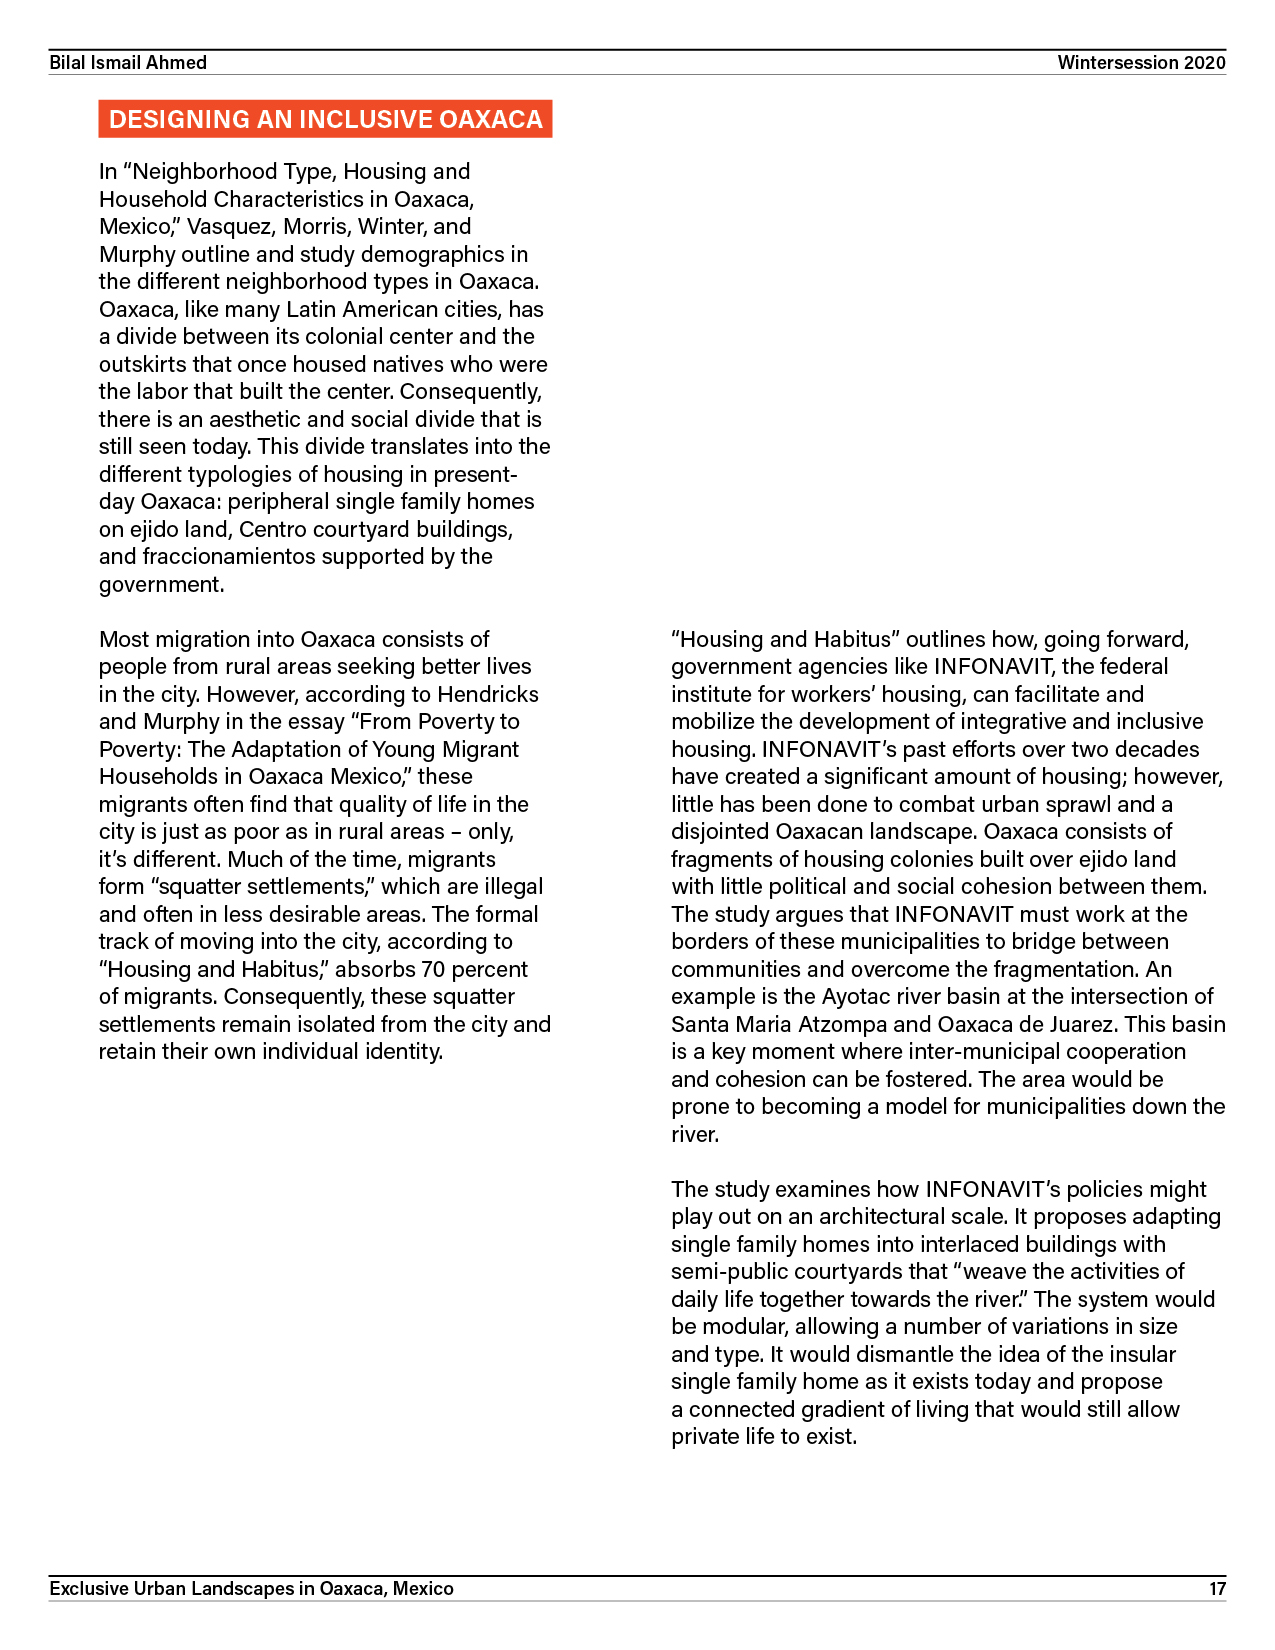 Bilal Ismail Ahmed
Wintersession 2020
DESIGNING AN INCLUSIVE OAXACA
In “Neighborhood Type, Housing and
Household Characteristics in Oaxaca,
Mexico,” Vasquez, Morris, Winter, and
Murphy outline and study demographics in
the different neighborhood types in Oaxaca.
Oaxaca, like many Latin American cities, has
a divide between its colonial center and the
outskirts that once housed natives who were
the labor that built the center. Consequently,
there is an aesthetic and social divide that is
still seen today. This divide translates into the
different typologies of housing in present-
day Oaxaca: peripheral single family homes
on ejido land, Centro courtyard buildings,
and fraccionamientos supported by the
government.
Most migration into Oaxaca consists of
people from rural areas seeking better lives
in the city. However, according to Hendricks
and Murphy in the essay “From Poverty to
Poverty: The Adaptation of Young Migrant
Households in Oaxaca Mexico,” these
migrants often find that quality of life in the
city is just as poor as in rural areas – only,
it’s different. Much of the time, migrants
form “squatter settlements,” which are illegal
and often in less desirable areas. The formal
track of moving into the city, according to
“Housing and Habitus,” absorbs 70 percent
of migrants. Consequently, these squatter
settlements remain isolated from the city and
retain their own individual identity.
“Housing and Habitus” outlines how, going forward,
government agencies like INFONAVIT, the federal
institute for workers’ housing, can facilitate and
mobilize the development of integrative and inclusive
housing. INFONAVIT’s past efforts over two decades
have created a significant amount of housing; however,
little has been done to combat urban sprawl and a
disjointed Oaxacan landscape. Oaxaca consists of
fragments of housing colonies built over ejido land
with little political and social cohesion between them.
The study argues that INFONAVIT must work at the
borders of these municipalities to bridge between
communities and overcome the fragmentation. An
example is the Ayotac river basin at the intersection of
Santa Maria Atzompa and Oaxaca de Juarez. This basin
is a key moment where inter-municipal cooperation
and cohesion can be fostered. The area would be
prone to becoming a model for municipalities down the
river.
The study examines how INFONAVIT’s policies might
play out on an architectural scale. It proposes adapting
single family homes into interlaced buildings with
semi-public courtyards that “weave the activities of
daily life together towards the river.” The system would
be modular, allowing a number of variations in size
and type. It would dismantle the idea of the insular
single family home as it exists today and propose
a connected gradient of living that would still allow
private life to exist.
Exclusive Urban Landscapes in Oaxaca, Mexico
17